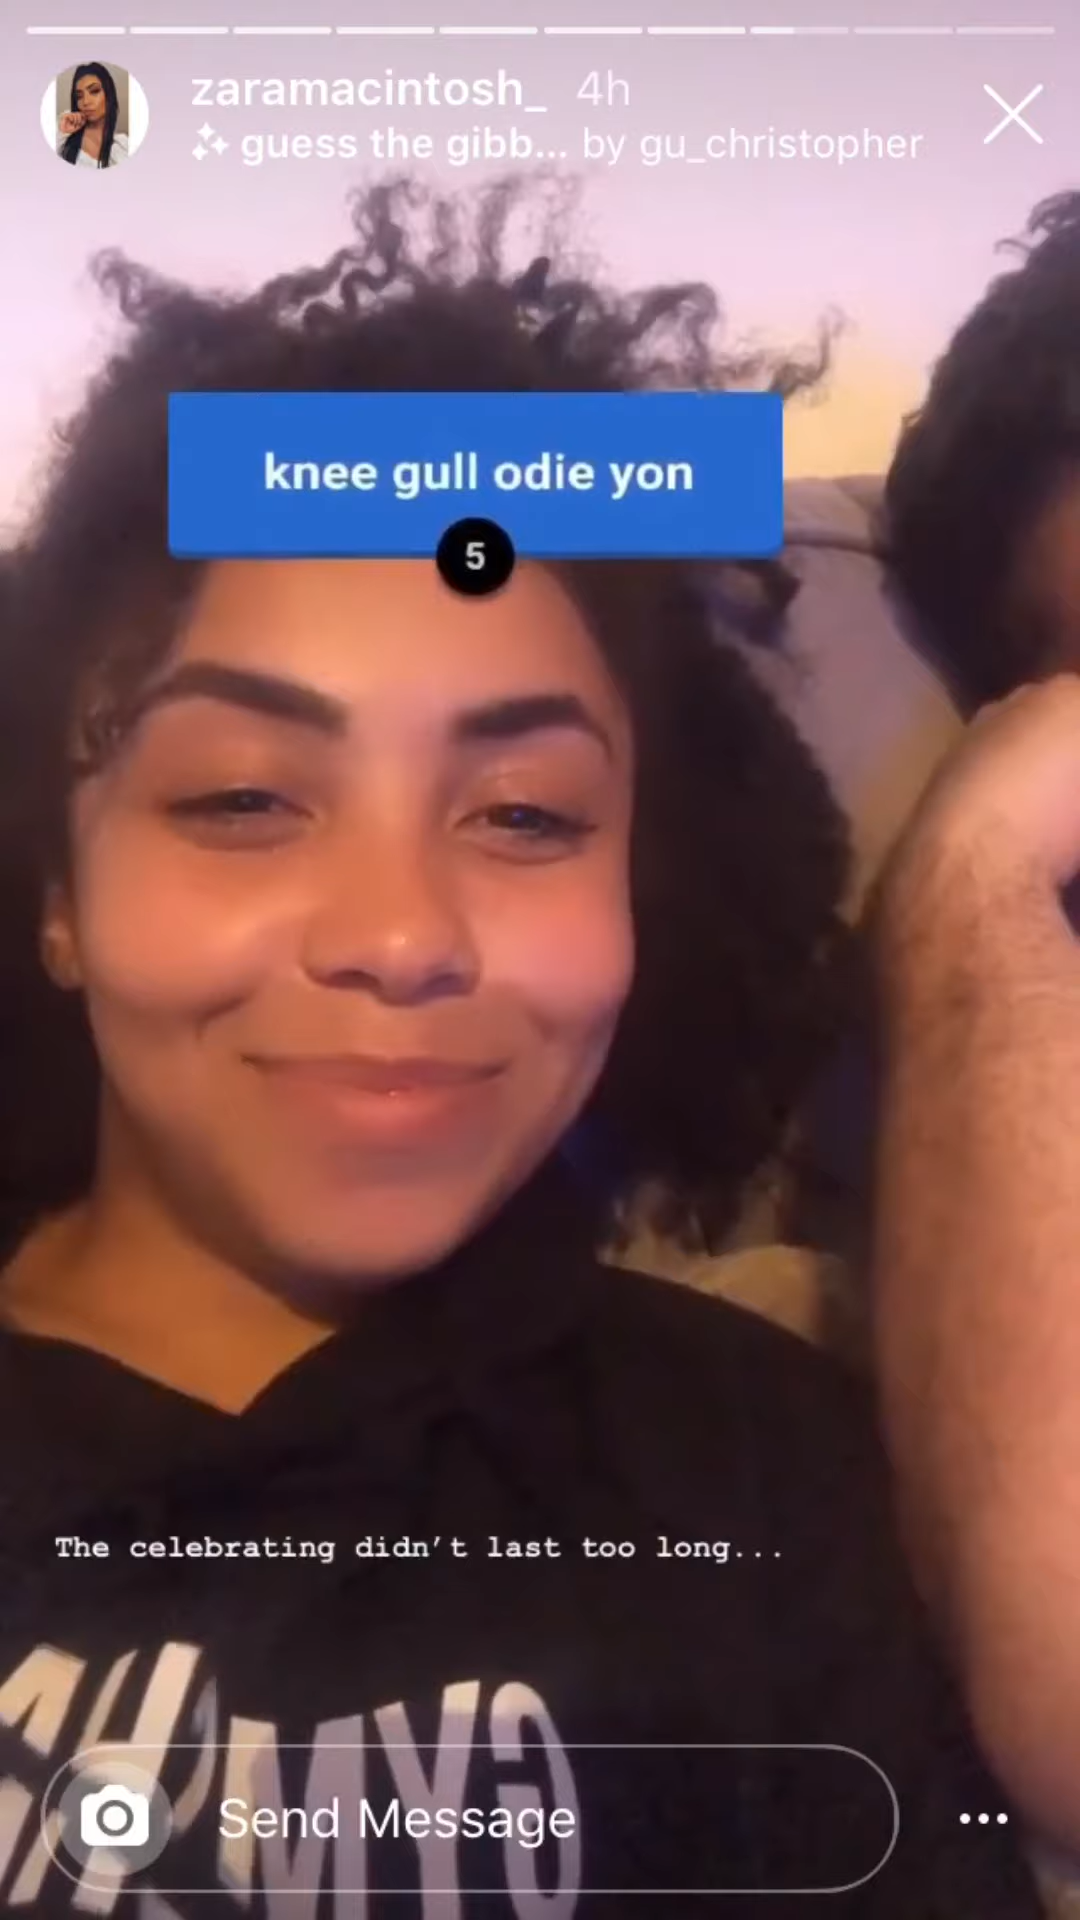 zaramacintosh_ 4h
guess the gibb... by gu_christopher
knee gull odie yon
5
The celebrating didn't last too long...
Send Message